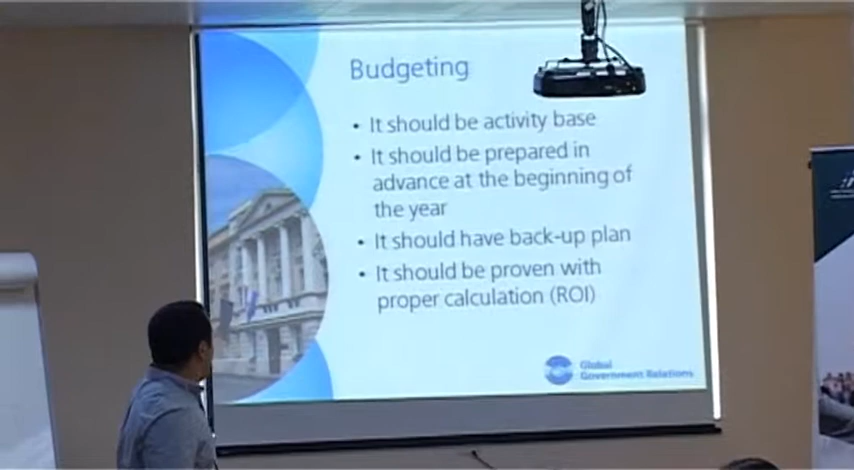 Budgeting
• It should be activity base
• It should be prepared in
advance at the beginning of
the year
• It should have back-up plan
• It should be proven with
proper calculation (ROI)
Global
Government Relations